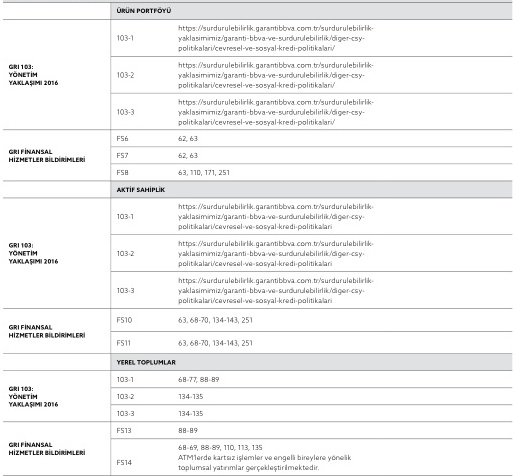 ÜRÜN PORTFÖYÜ
GRI 103:
YÖNETİM
YAKLAŞIMI 2016
103-1
https://surdurulebilirlik.garantibbva.com.tr/surdurulebilirlik-
yaklasimimiz/garanti-bbva-ve-surdurulebilirlik/diger-csy-
politikalari/cevresel-ve-sosyal-kredi-politikalari/
103-2
https://surdurulebilirlik.garantibbva.com.tr/surdurulebilirlik-
yaklasimimiz/garanti-bbva-ve-surdurulebilirlik/diger-csy-
politikalari/cevresel-ve-sosyal-kredi-politikalari/
103-3
https://surdurulebilirlik.garantibbva.com.tr/surdurulebilirlik-
yaklasimimiz/garanti-bbva-ve-surdurulebilirlik/diger-csy-
politikalari/cevresel-ve-sosyal-kredi-politikalari/
GRI FİNANSAL
HİZMETLER BİLDİRİMLERİ
FS6 62, 63
FS7 62, 63
FS8 63, 110, 171, 251
AKTİF SAHİPLİK
GRI 103:
YÖNETİM
YAKLAŞIMI 2016
103-1
https://surdurulebilirlik.garantibbva.com.tr/surdurulebilirlik-
yaklasimimiz/garanti-bbva-ve-surdurulebilirlik/diger-csy-
politikalari/cevresel-ve-sosyal-kredi-politikalari
103-2
https://surdurulebilirlik.garantibbva.com.tr/surdurulebilirlik-
yaklasimimiz/garanti-bbva-ve-surdurulebilirlik/diger-csy-
politikalari/cevresel-ve-sosyal-kredi-politikalari
103-3
https://surdurulebilirlik.garantibbva.com.tr/surdurulebilirlik-
yaklasimimiz/garanti-bbva-ve-surdurulebilirlik/diger-csy-
politikalari/cevresel-ve-sosyal-kredi-politikalari
GRI FİNANSAL
HİZMETLER BİLDİRİMLERİ
FS10 63, 68-70, 134-143, 251
FS11 63, 68-70, 134-143, 251
YEREL TOPLUMLAR
GRI 103:
YÖNETİM
YAKLAŞIMI 2016
103-1 68-77, 88-89
103-2 134-135
103-3 134-135
GRI FİNANSAL
HİZMETLER BİLDİRİMLERİ
FS13 88-89
FS14
68-69, 88-89, 110, 113, 135
ATM'lerde kartsız işlemler ve engelli bireylere yönelik
toplumsal yatırımlar gerçekleştirilmektedir.